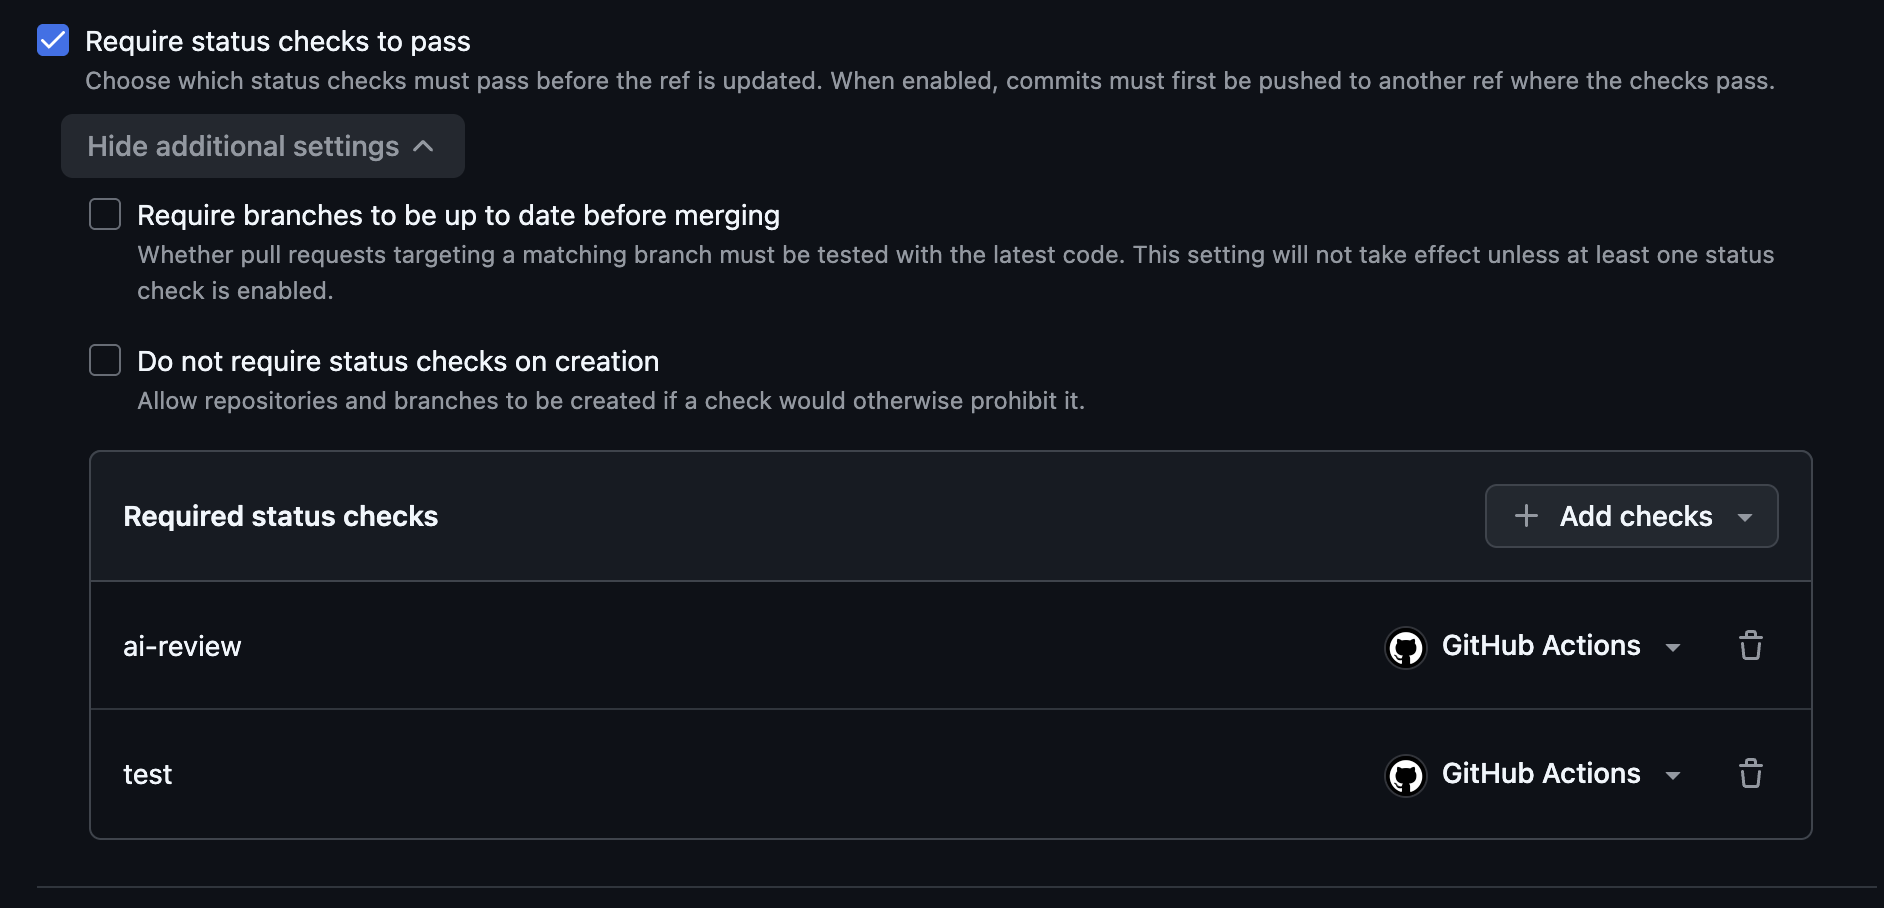 Require status checks to pass
Choose which status checks must pass before the ref is updated. When enabled, commits must first be pushed to another ref where the checks pass.
Hide additional settings
Require branches to be up to date before merging
Whether pull requests targeting a matching branch must be tested with the latest code. This setting will not take effect unless at least one status
check is enabled.
Do not require status checks on creation
Allow repositories and branches to be created if a check would otherwise prohibit it.
Required status checks
Add checks
ai-review
GitHub Actions
test
GitHub Actions